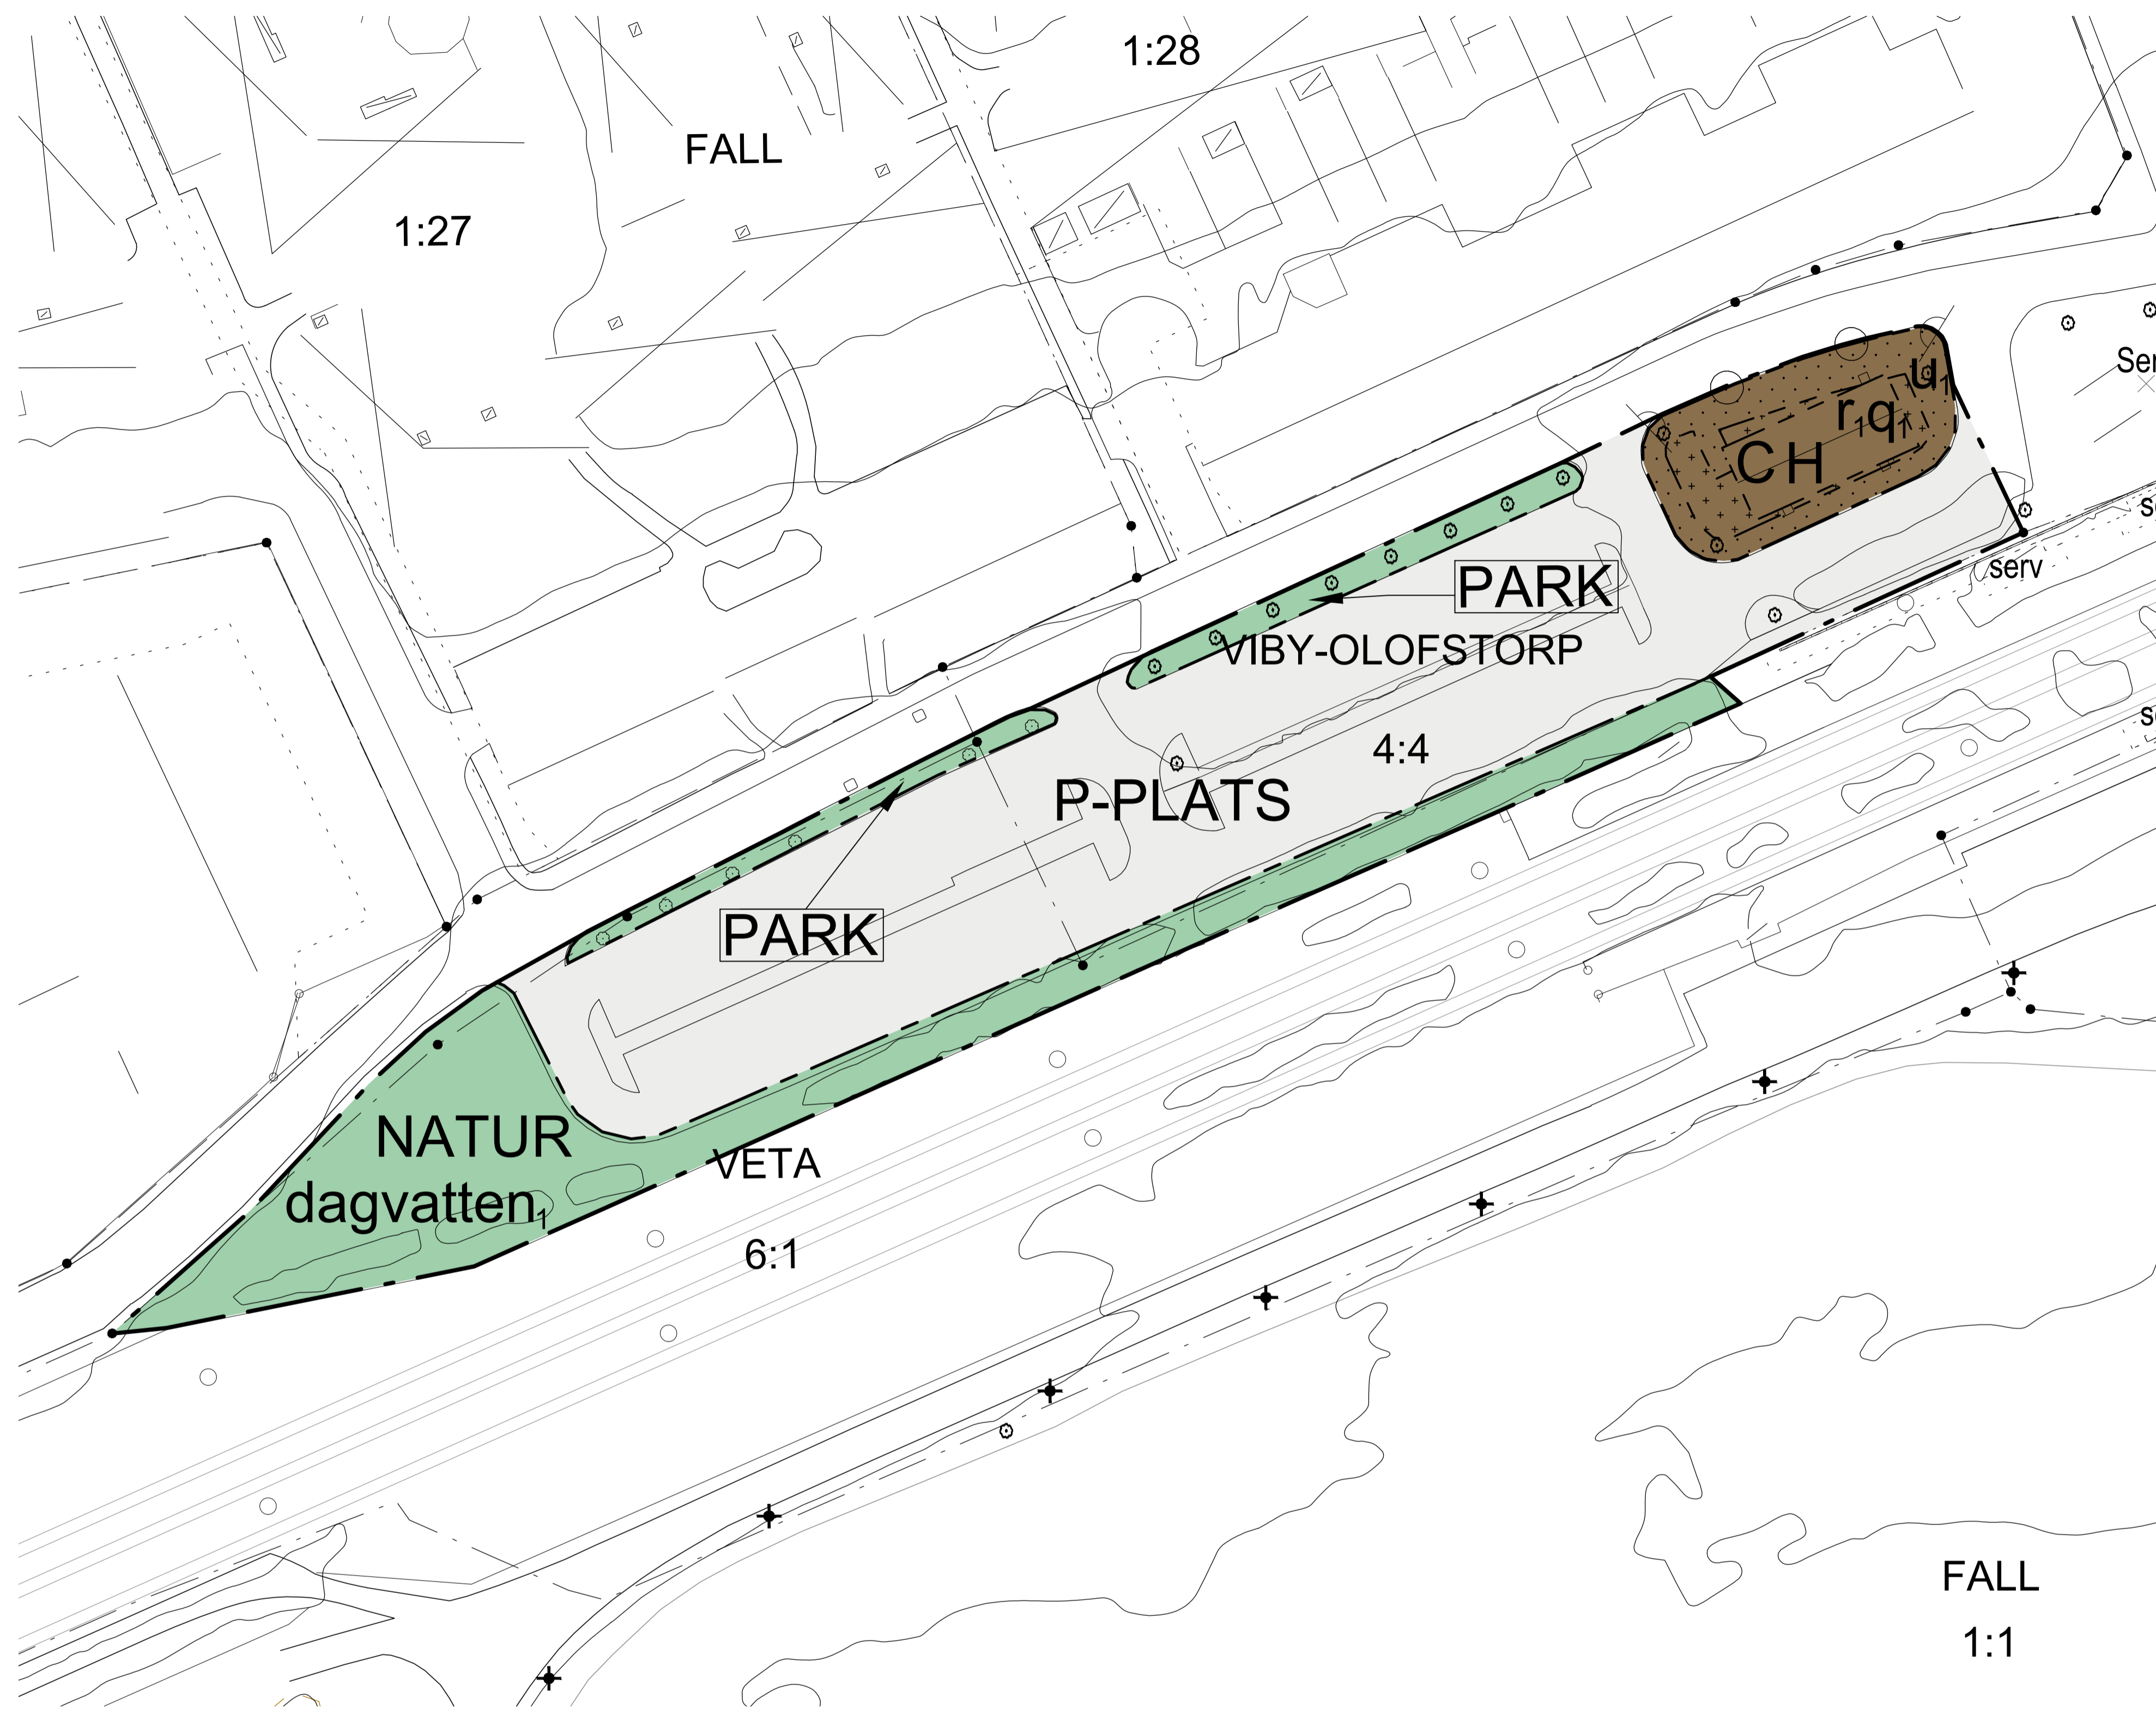 1:28
FALL
1:27
Ser
u1
r1q1
CH
serv
PARK
VIBY-OLOFSTORP
4:4
P-PLATS
PARK
NATUR
dagvatten1
VETA
6:1
FALL
1:1